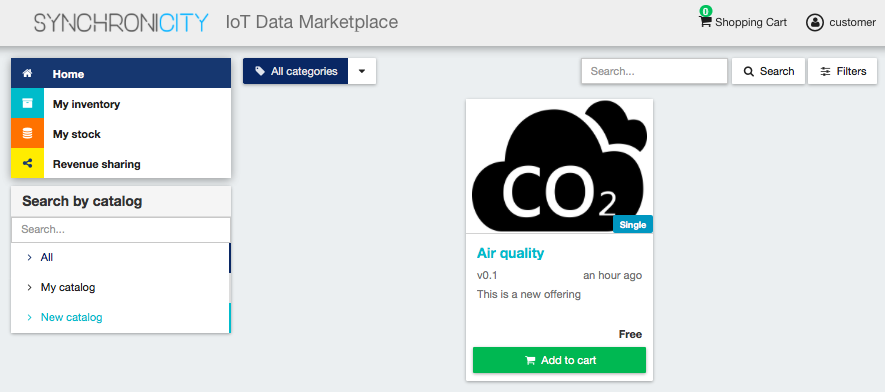 SYNCHRONICITY IoT Data Marketplace
0
Shopping Cart
customer
Home
My inventory
My stock
Revenue sharing
Search by catalog
Search...
All
My catalog
New catalog
All categories
Search...
Search
Filters
CO2
Single
Air quality
v0.1 an hour ago
This is a new offering
Free
Add to cart